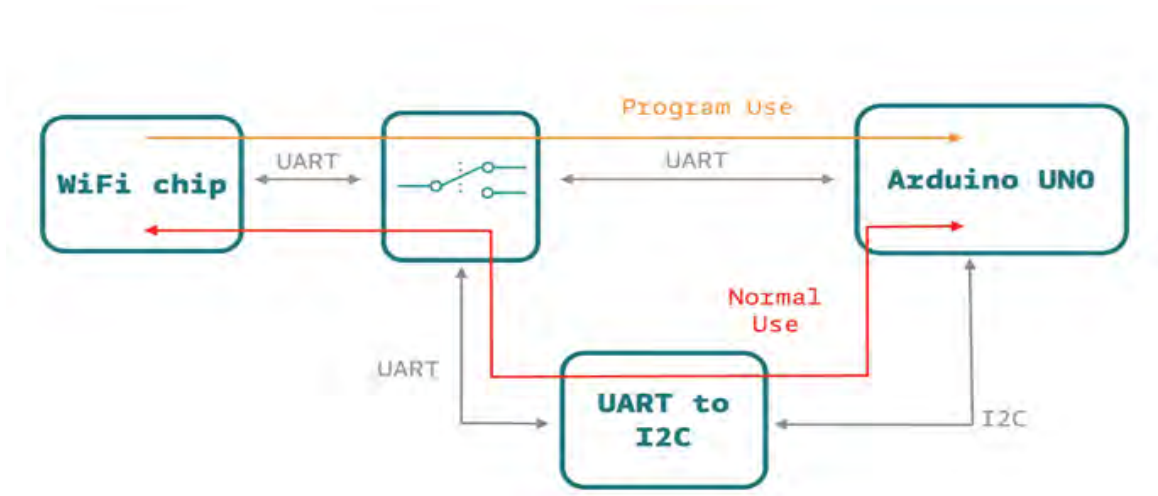 Program Use
WiFi chip
UART
UART
Arduino UNO
Normal
Use
UART
UART to
I2C
I2C